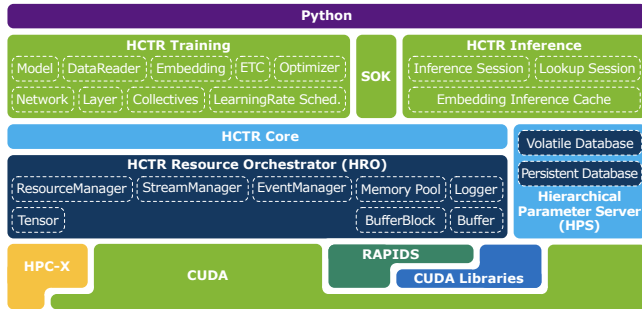 Python
HCTR Training
Model DataReader Embedding ETC Optimizer
Network Layer Collectives LearningRate Sched.
SOK
HCTR Inference
Inference Session Lookup Session
Embedding Inference Cache
HCTR Core
HCTR Resource Orchestrator (HRO)
ResourceManager StreamManager EventManager Memory Pool Logger
Tensor BufferBlock Buffer
Volatile Database
Persistent Database
Hierarchical
Parameter Server
(HPS)
HPC-X
CUDA
RAPIDS
CUDA Libraries